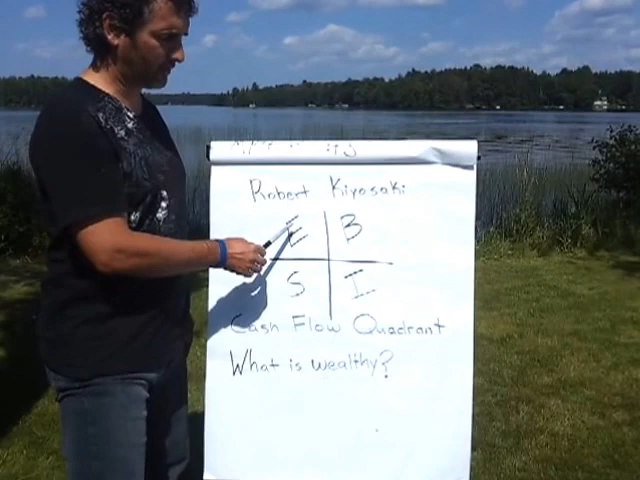 Robert Kiyosaki
E B
S I
Cash Flow Quadrant
What is wealthy?